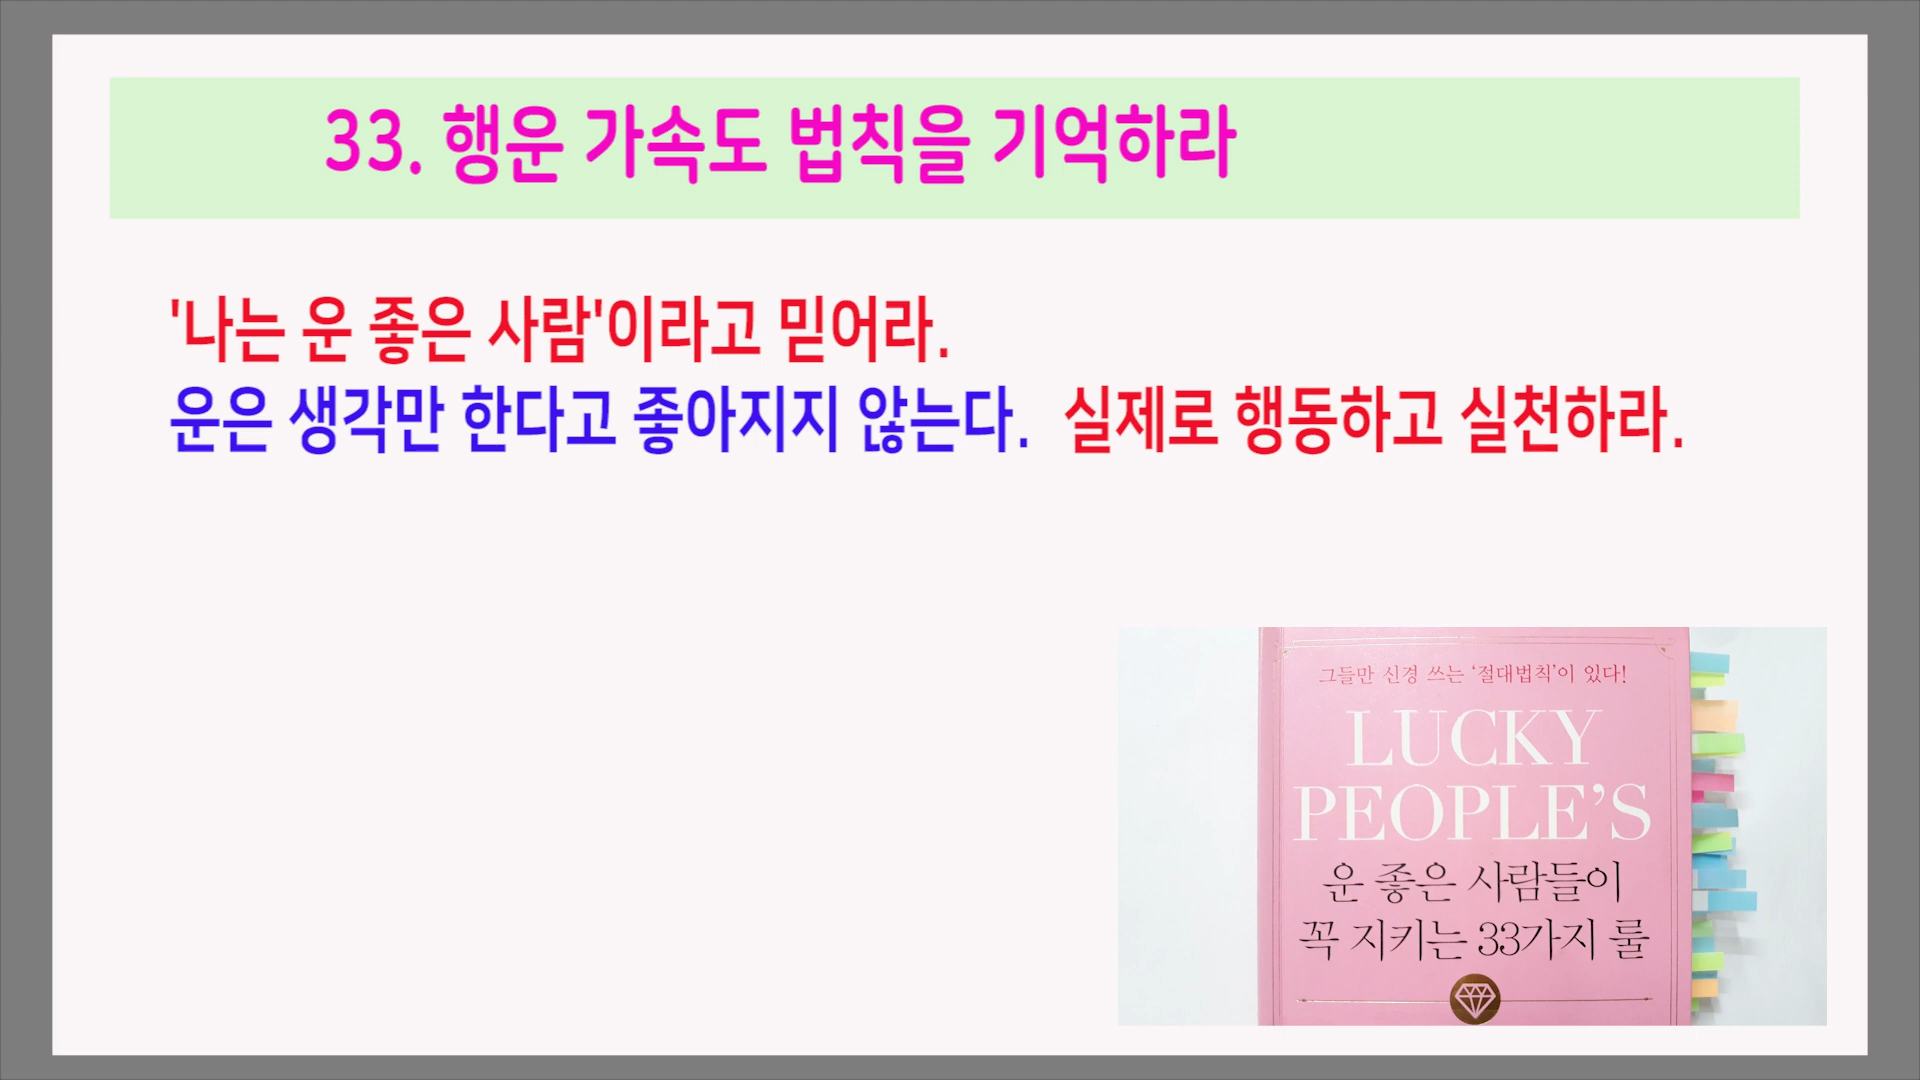 33. 행운 가속도 법칙을 기억하라
'나는 운 좋은 사람'이라고 믿어라.
운은 생각만 한다고 좋아지지 않는다. 실제로 행동하고 실천하라.
그들만 신경 쓰는 '절대법칙'이 있다!
LUCKY
PEOPLE'S
운 좋은 사람들이
꼭 지키는 33가지 룰